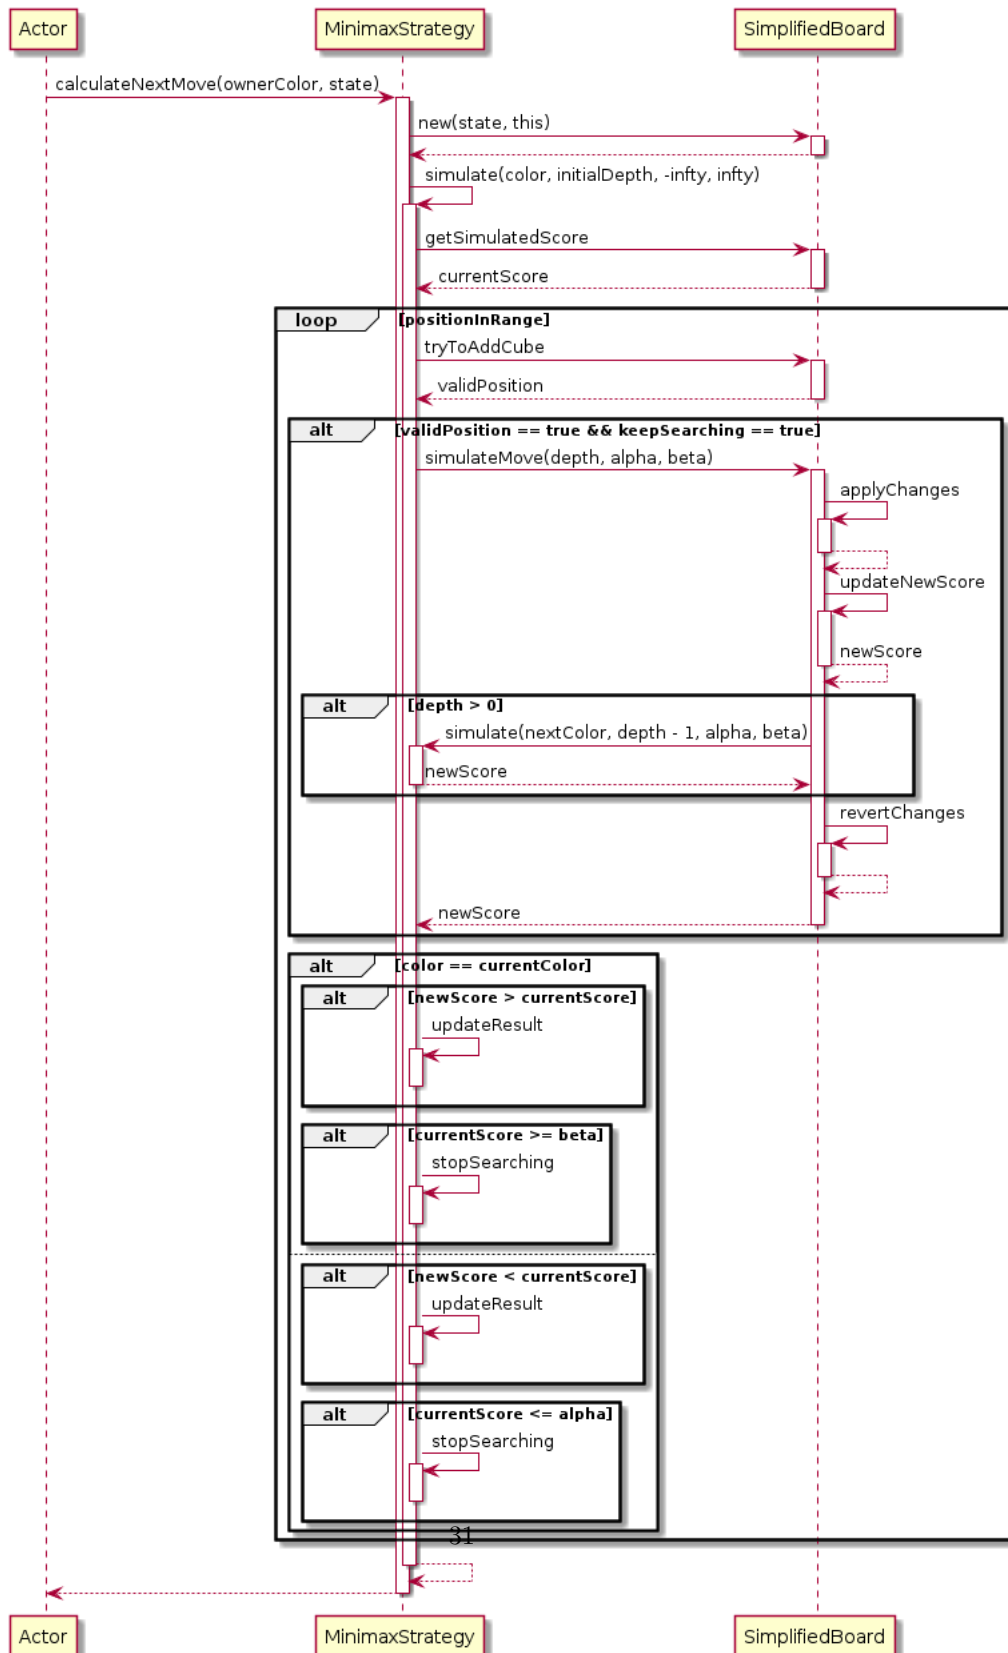 Actor MinimaxStrategy SimplifiedBoard
calculateNextMove(ownerColor, state)
new(state, this)
simulate(color, initialDepth, -infty, infty)
getSimulatedScore
currentScore
loop [positionInRange]
tryToAddCube
validPosition
alt [validPosition == true && keepSearching == true]
simulateMove(depth, alpha, beta)
applyChanges
updateNewScore
newScore
alt [depth > 0]
simulate(nextColor, depth - 1, alpha, beta)
newScore
revertChanges
newScore
alt [color == currentColor]
alt [newScore > currentScore]
updateResult
alt [currentScore >= beta]
stopSearching
alt [newScore < currentScore]
updateResult
alt [currentScore <= alpha]
stopSearching
31
Actor MinimaxStrategy SimplifiedBoard